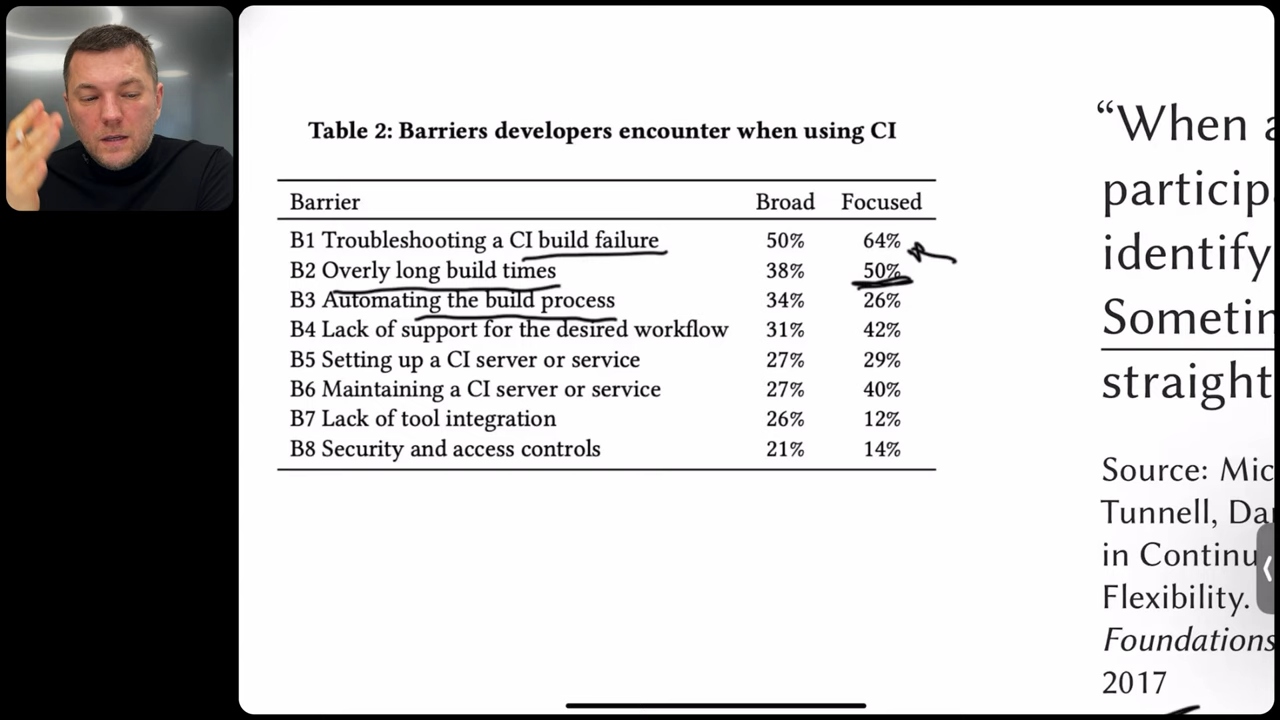 Table 2: Barriers developers encounter when using CI
Barrier Broad Focused
B1 Troubleshooting a CI build failure 50% 64%
B2 Overly long build times 38% 50%
B3 Automating the build process 34% 26%
B4 Lack of support for the desired workflow 31% 42%
B5 Setting up a CI server or service 27% 29%
B6 Maintaining a CI server or service 27% 40%
B7 Lack of tool integration 26% 12%
B8 Security and access controls 21% 14%
“When a
particip
identify
Sometim
straight
Source: Mic
Tunnell, Da
in Continu
Flexibility.
Foundations
2017